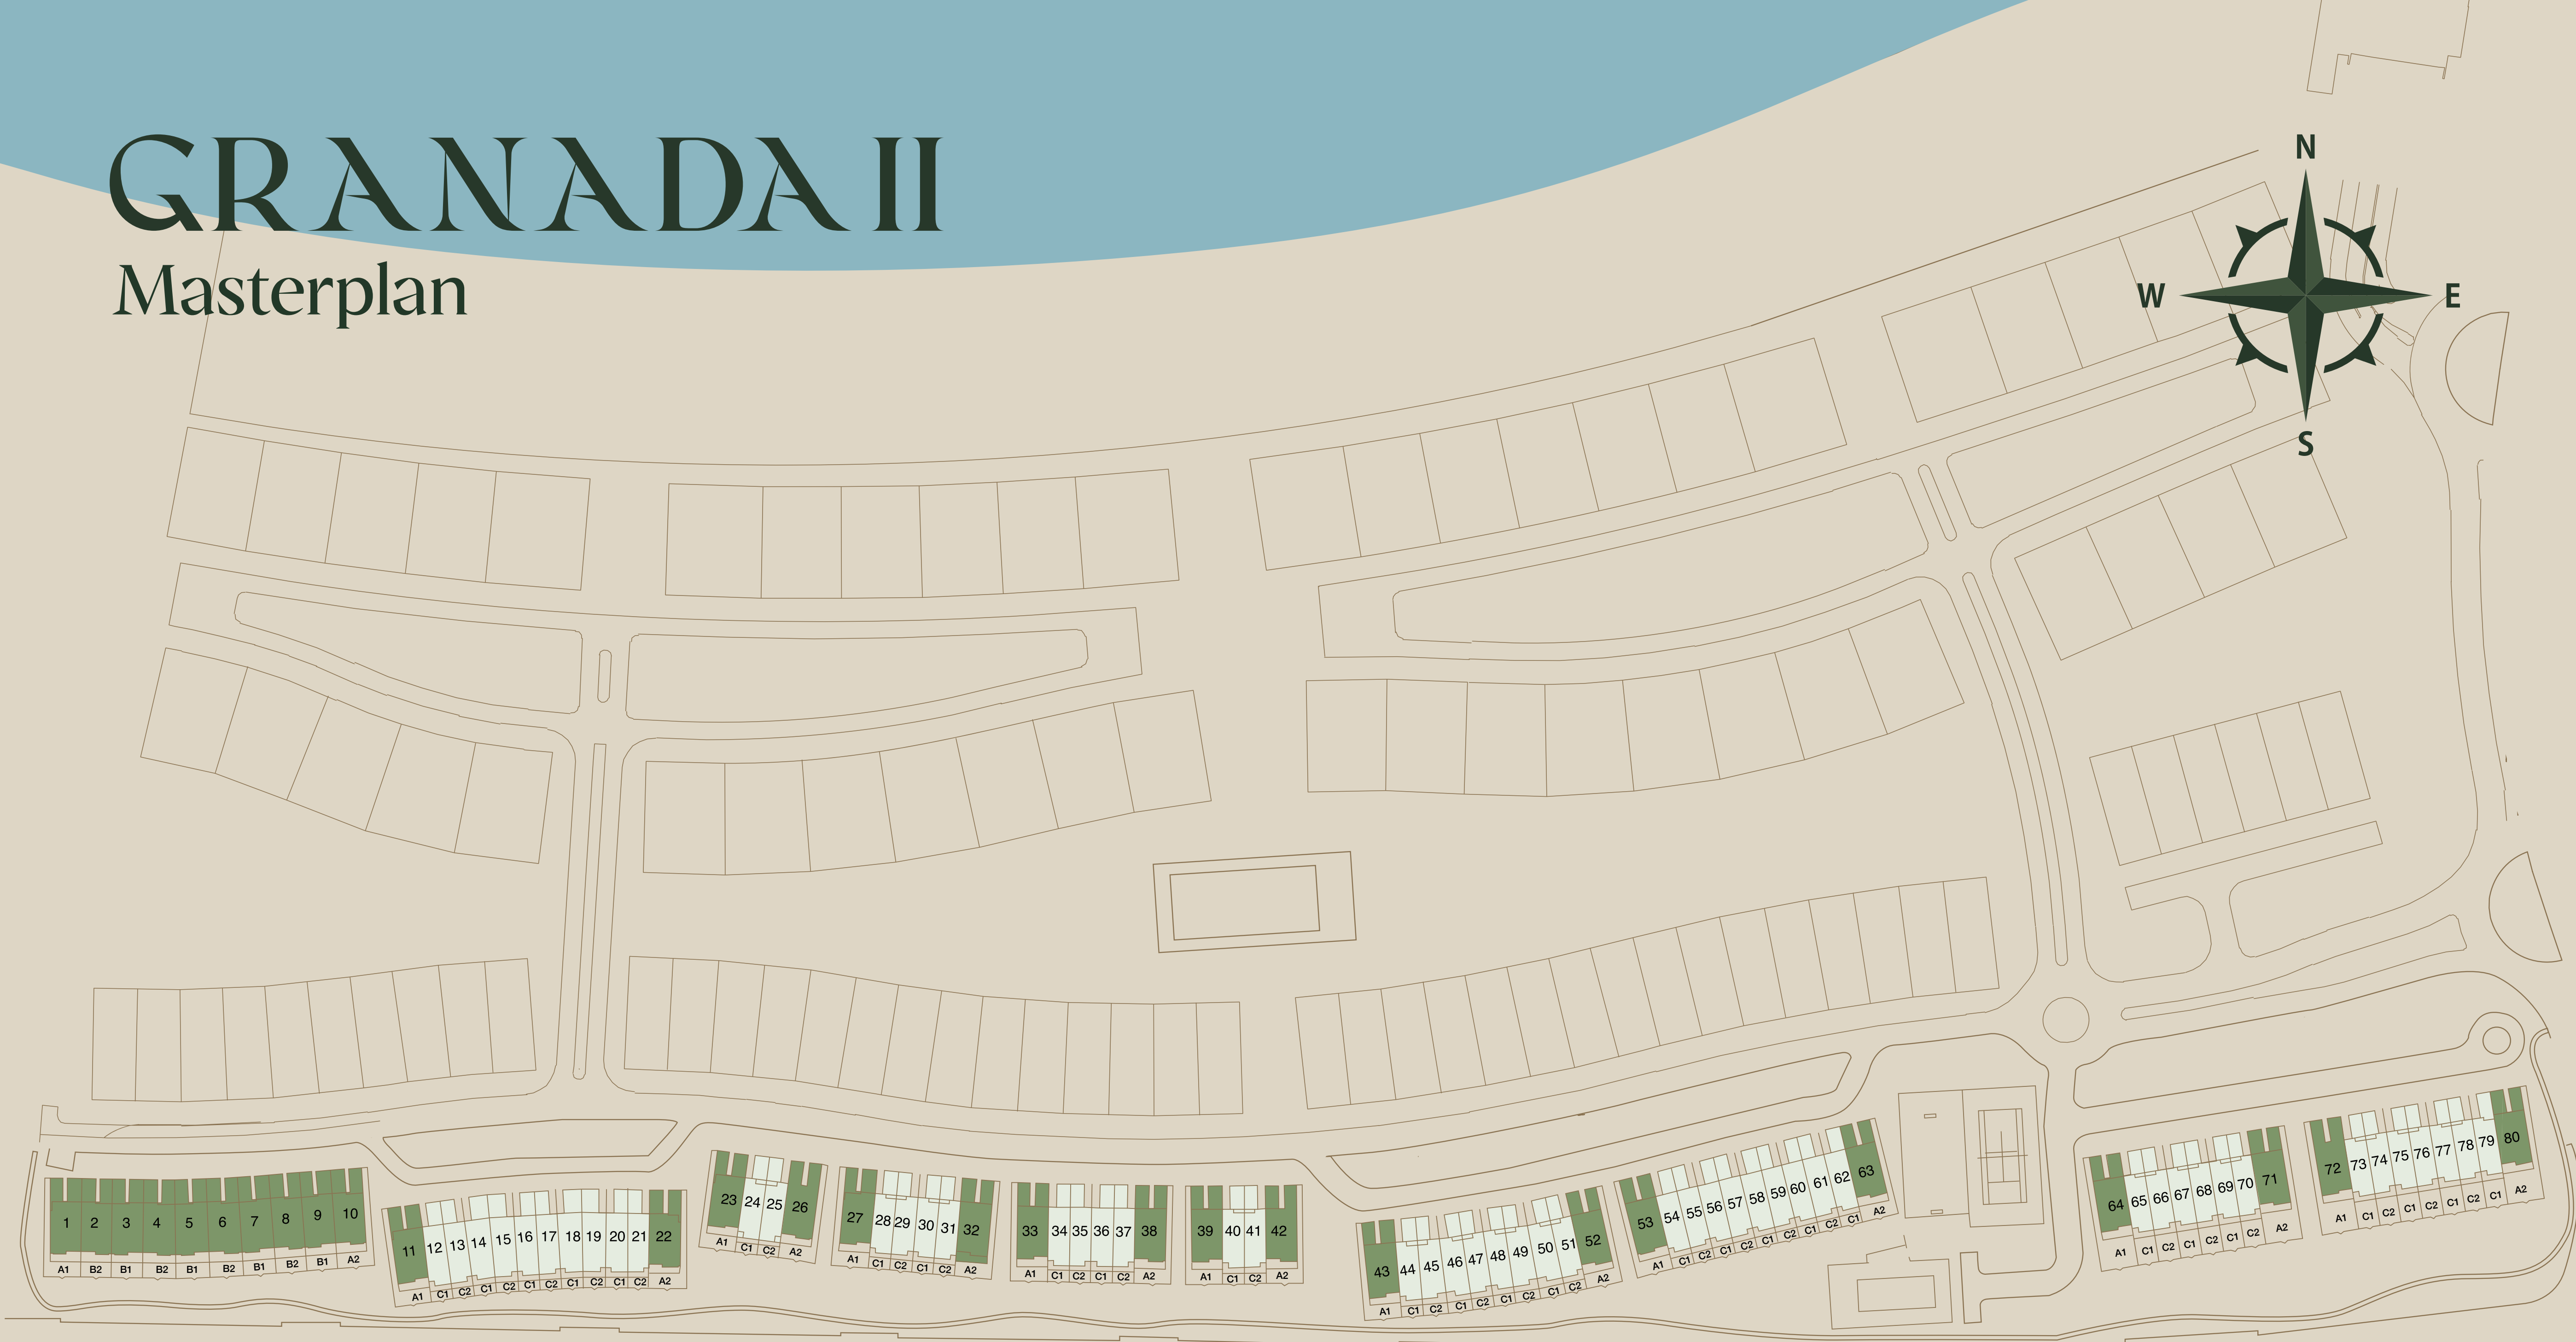 GRANADA II
Masterplan
N
W E
S
1 2 3 4 5 6 7 8 9 10
A1 B2 B1 B2 B1 B2 B1 B2 B1 A2
11 12 13 14 15 16 17 18 19 20 21 22
A1 C1 C2 C1 C2 C1 C2 C1 C2 C1 C2 A2
23 24 25 26
A1 C1 C2 A2
27 28 29 30 31 32
A1 C1 C2 C1 C2 A2
33 34 35 36 37 38
A1 C1 C2 C1 C2 A2
39 40 41 42
A1 C1 C2 A2
43 44 45 46 47 48 49 50 51 52
A1 C1 C2 C1 C2 C1 C2 C1 C2 A2
53 54 55 56 57 58 59 60 61 62 63
A1 C1 C2 C1 C2 C1 C2 C1 C2 C1 A2
64 65 66 67 68 69 70 71
A1 C1 C2 C1 C2 C1 C2 A2
72 73 74 75 76 77 78 79 80
A1 C1 C2 C1 C2 C1 C2 C1 A2